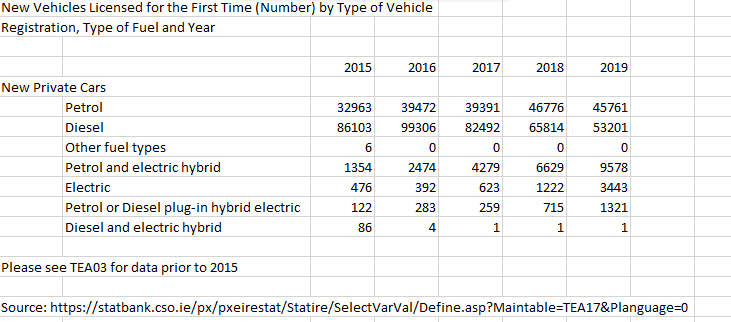 New Vehicles Licensed for the First Time (Number) by Type of Vehicle
Registration, Type of Fuel and Year
2015 2016 2017 2018 2019
New Private Cars
Petrol 32963 39472 39391 46776 45761
Diesel 86103 99306 82492 65814 53201
Other fuel types 6 0 0 0 0
Petrol and electric hybrid 1354 2474 4279 6629 9578
Electric 476 392 623 1222 3443
Petrol or Diesel plug-in hybrid electric 122 283 259 715 1321
Diesel and electric hybrid 86 4 1 1 1
Please see TEA03 for data prior to 2015
Source: https://statbank.cso.ie/px/pxeirestat/Statire/SelectVarVal/Define.asp?Maintable=TEA17&Planguage=0